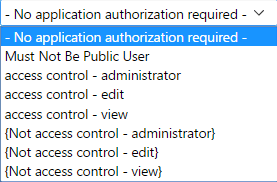 - No application authorization required -
- No application authorization required -
Must Not Be Public User
access control - administrator
access control - edit
access control - view
{Not access control - administrator}
{Not access control - edit}
{Not access control - view}